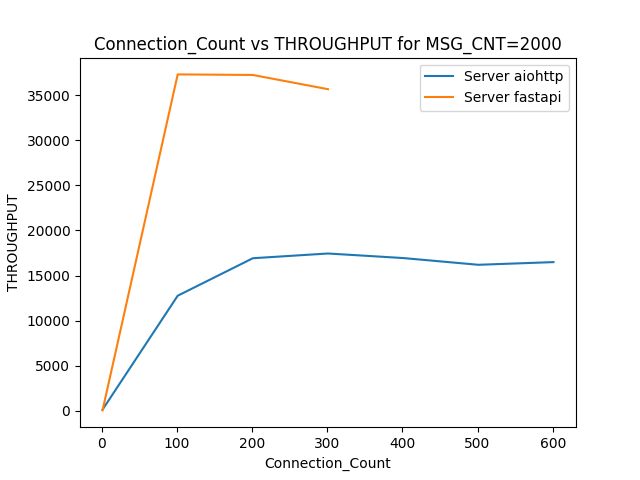 Connection_Count vs THROUGHPUT for MSG_CNT=2000
Server aiohttp
Server fastapi
THROUGHPUT
35000
30000
25000
20000
15000
10000
5000
0
0 100 200 300 400 500 600
Connection_Count